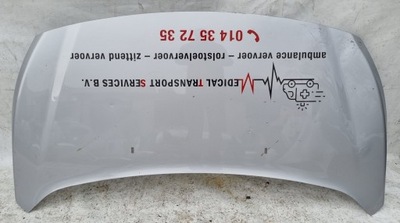 MEDICAL TRANSPORT SERVICES B.V.
ambulance vervoer – rolstoelvervoer – zittend vervoer
014 35 72 35